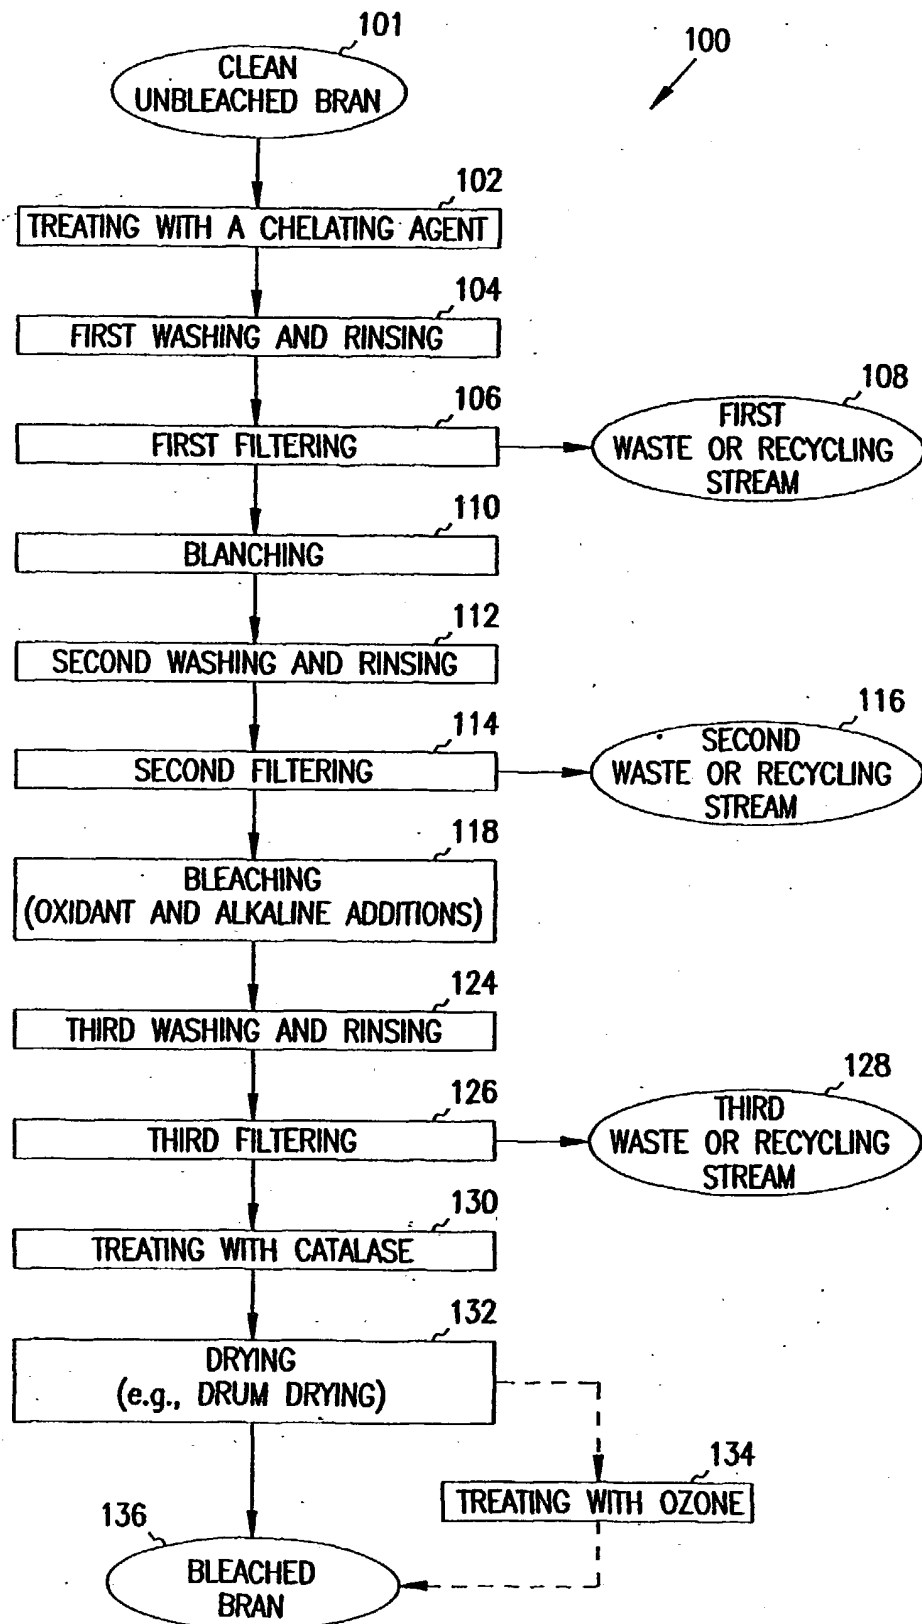 101
100
CLEAN
UNBLEACHED BRAN
102
TREATING WITH A CHELATING AGENT
104
FIRST WASHING AND RINSING
106
FIRST FILTERING
108
FIRST
WASTE OR RECYCLING
STREAM
110
BLANCHING
112
SECOND WASHING AND RINSING
114
SECOND FILTERING
116
SECOND
WASTE OR RECYCLING
STREAM
118
BLEACHING
(OXIDANT AND ALKALINE ADDITIONS)
124
THIRD WASHING AND RINSING
126
THIRD FILTERING
128
THIRD
WASTE OR RECYCLING
STREAM
130
TREATING WITH CATALASE
132
DRYING
(e.g., DRUM DRYING)
134
TREATING WITH OZONE
136
BLEACHED
BRAN